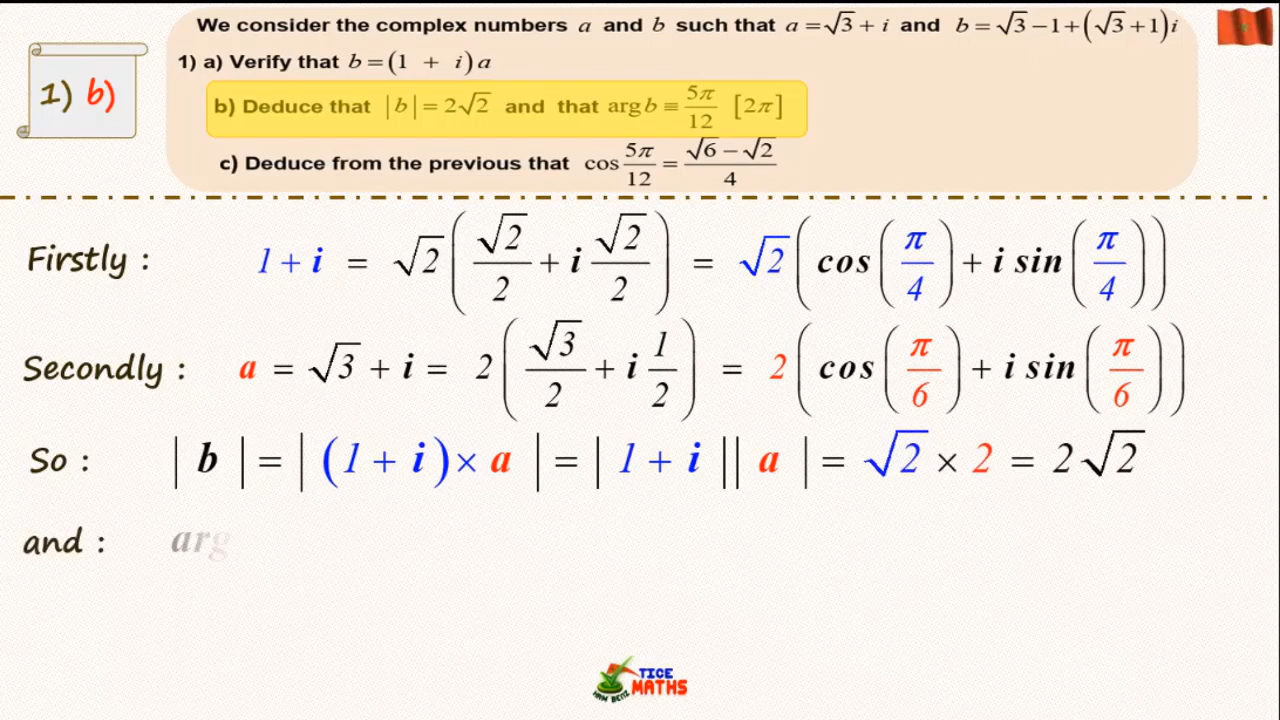 We consider the complex numbers a and b such that a = √3 + i and b = √3 − 1 + (√3 + 1) i
1) a) Verify that b = (1 + i) a
1) b)
b) Deduce that |b| = 2√2 and that arg b ≡ 5π/12 [2π]
c) Deduce from the previous that cos 5π/12 = (√6 − √2)/4
Firstly : 1 + i = √2 (√2/2 + i √2/2) = √2 (cos(π/4) + i sin(π/4))
Secondly : a = √3 + i = 2 (√3/2 + i 1/2) = 2 (cos(π/6) + i sin(π/6))
So : | b | = | (1 + i) × a | = | 1 + i || a | = √2 × 2 = 2√2
and : arg
TICE
MATHS